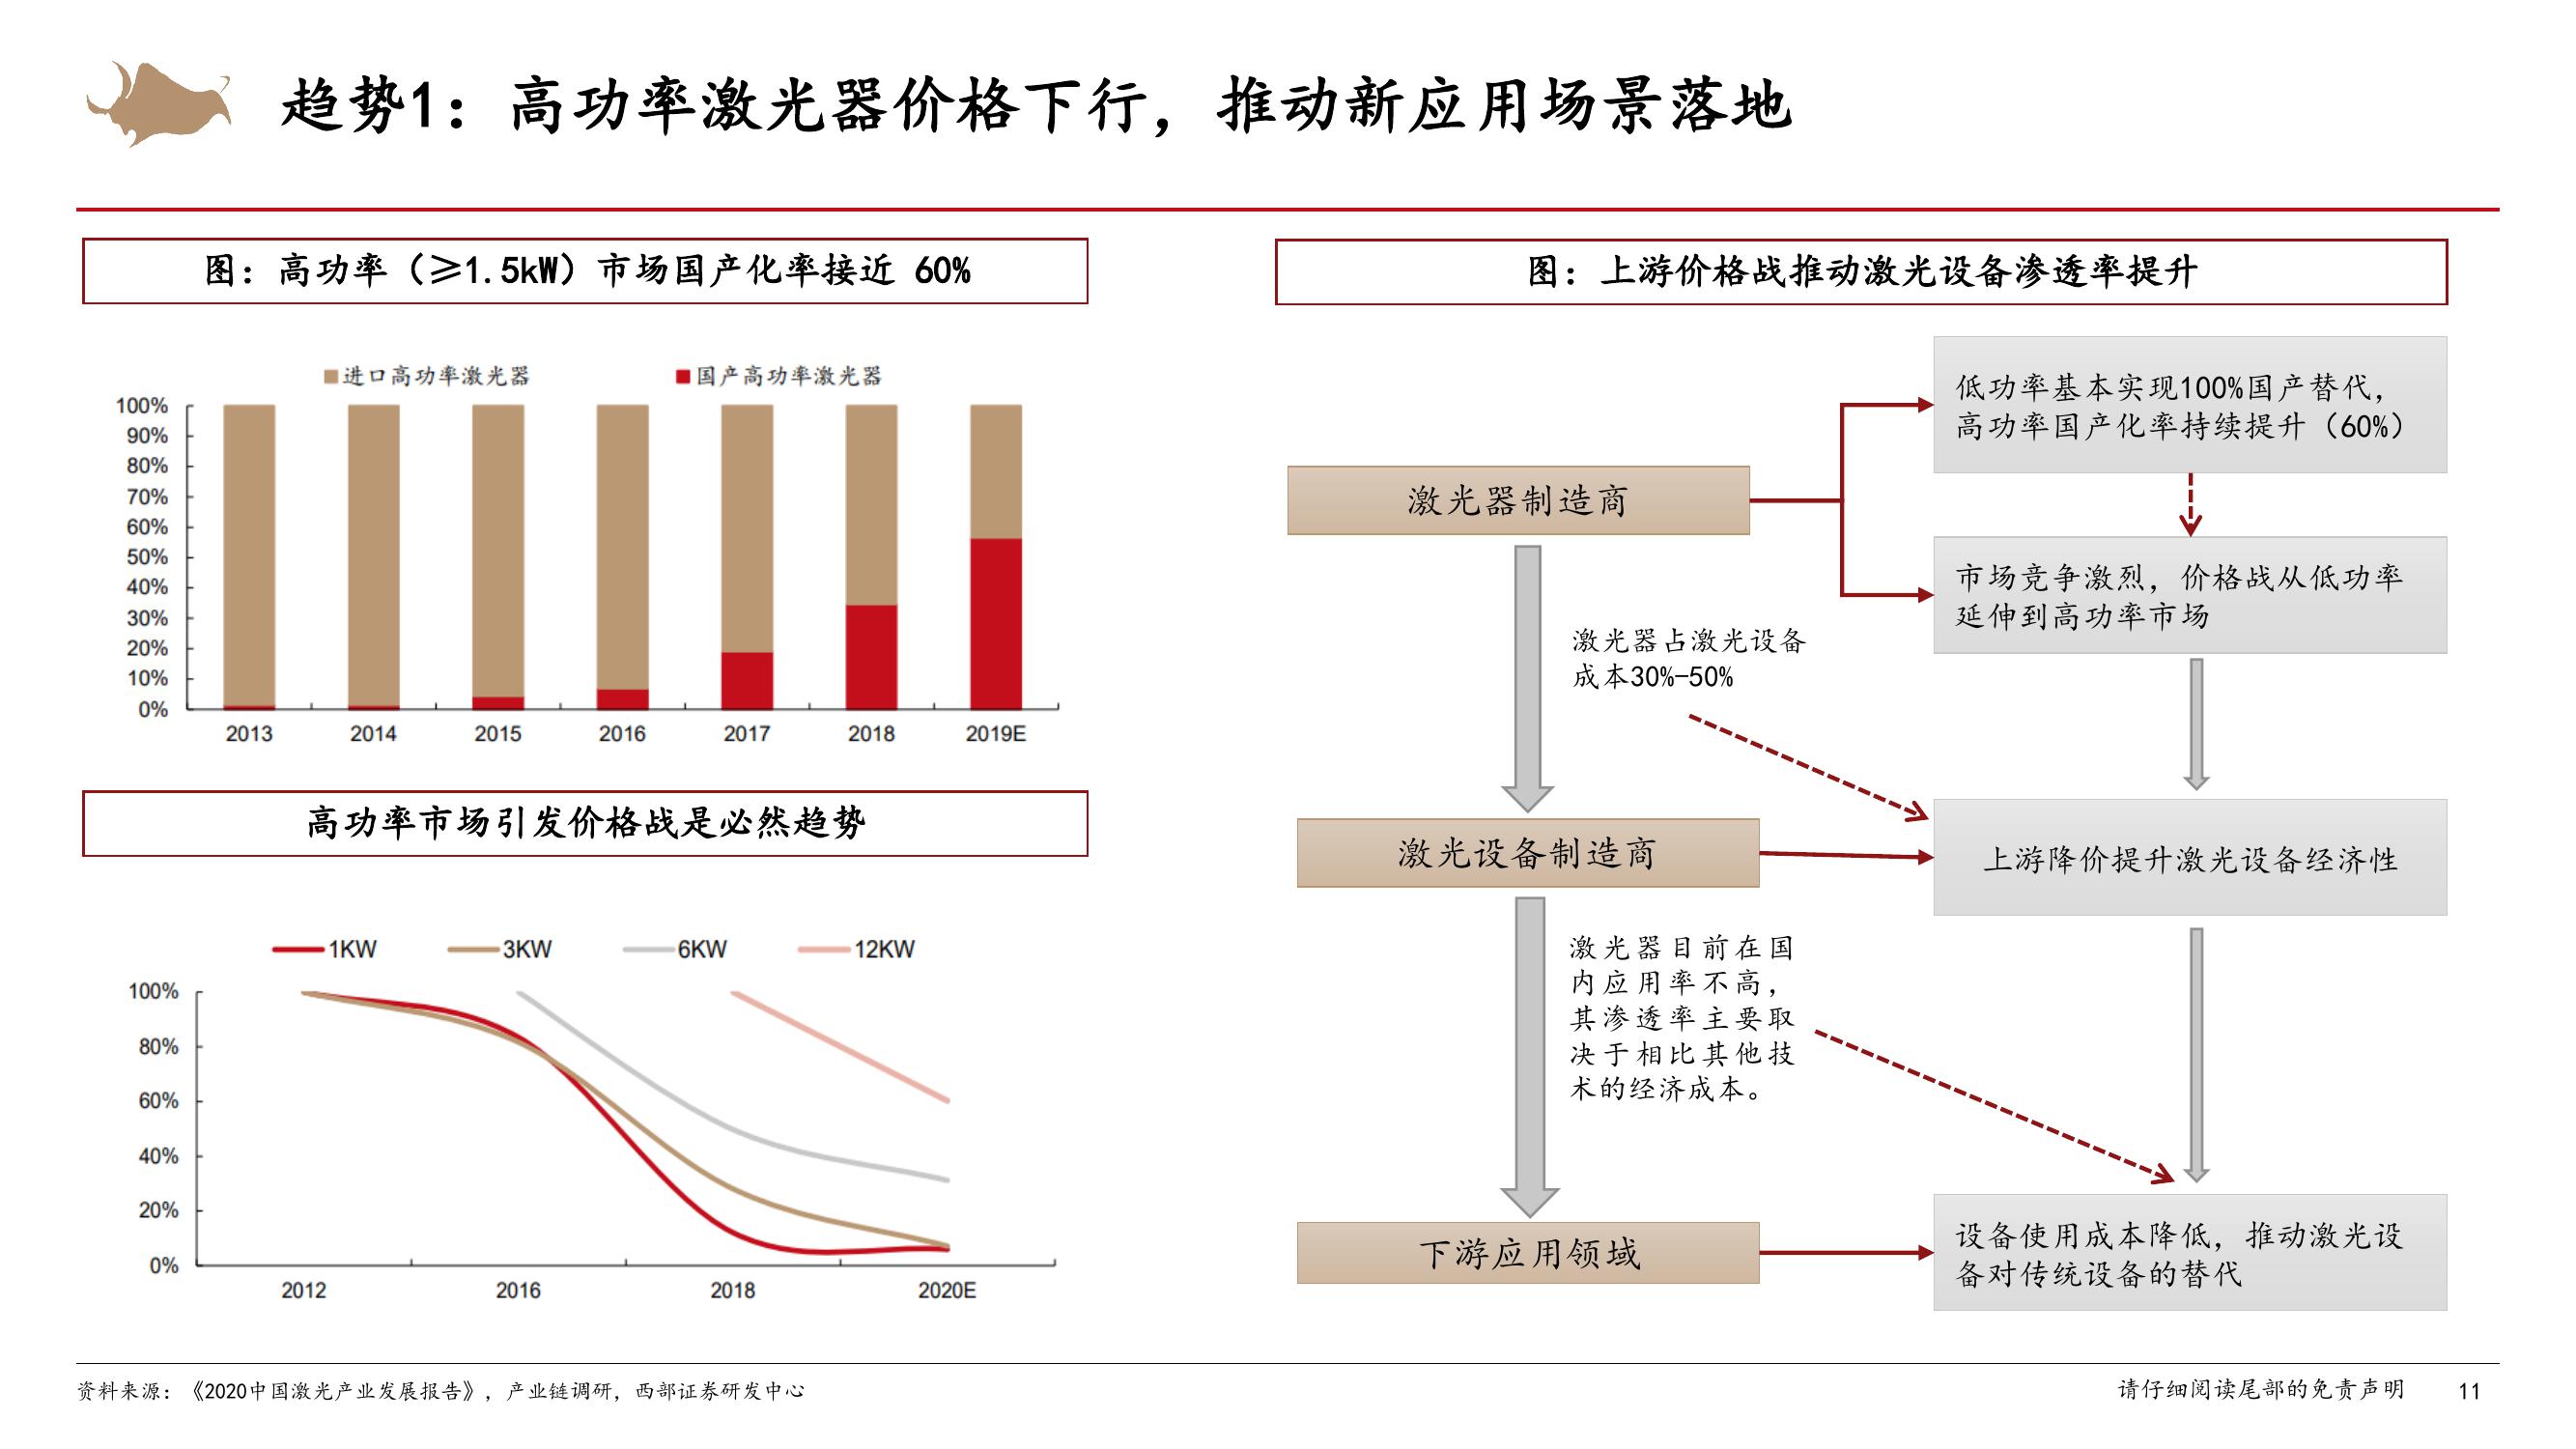 趋势1：高功率激光器价格下行，推动新应用场景落地
图：高功率（≥1.5kW）市场国产化率接近 60%
进口高功率激光器
国产高功率激光器
100%
90%
80%
70%
60%
50%
40%
30%
20%
10%
0%
2013
2014
2015
2016
2017
2018
2019E
高功率市场引发价格战是必然趋势
1KW
3KW
6KW
12KW
100%
80%
60%
40%
20%
0%
2012
2016
2018
2020E
图：上游价格战推动激光设备渗透率提升
激光器制造商
低功率基本实现100%国产替代，
高功率国产化率持续提升（60%）
市场竞争激烈，价格战从低功率
延伸到高功率市场
激光器占激光设备
成本30%-50%
激光设备制造商
上游降价提升激光设备经济性
激光器目前在国
内应用率不高，
其渗透率主要取
决于相比其他技
术的经济成本。
下游应用领域
设备使用成本降低，推动激光设
备对传统设备的替代
资料来源：《2020中国激光产业发展报告》，产业链调研，西部证券研发中心
请仔细阅读尾部的免责声明
11